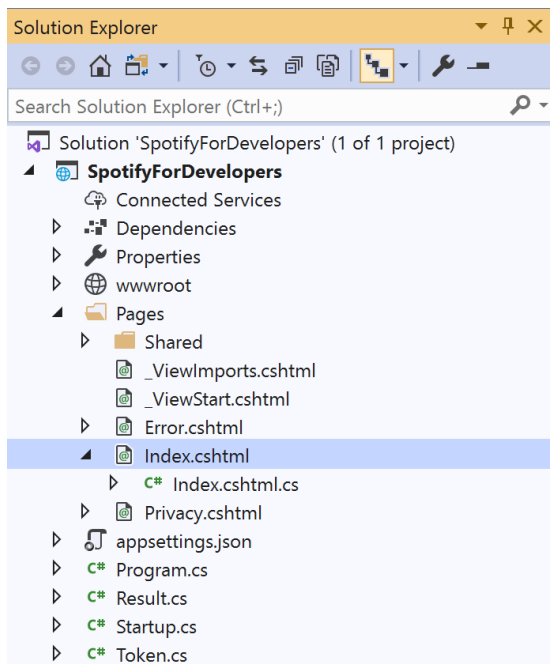 Solution Explorer
Search Solution Explorer (Ctrl+;)
Solution 'SpotifyForDevelopers' (1 of 1 project)
SpotifyForDevelopers
Connected Services
Dependencies
Properties
wwwroot
Pages
Shared
_ViewImports.cshtml
_ViewStart.cshtml
Error.cshtml
Index.cshtml
C# Index.cshtml.cs
Privacy.cshtml
appsettings.json
C# Program.cs
C# Result.cs
C# Startup.cs
C# Token.cs